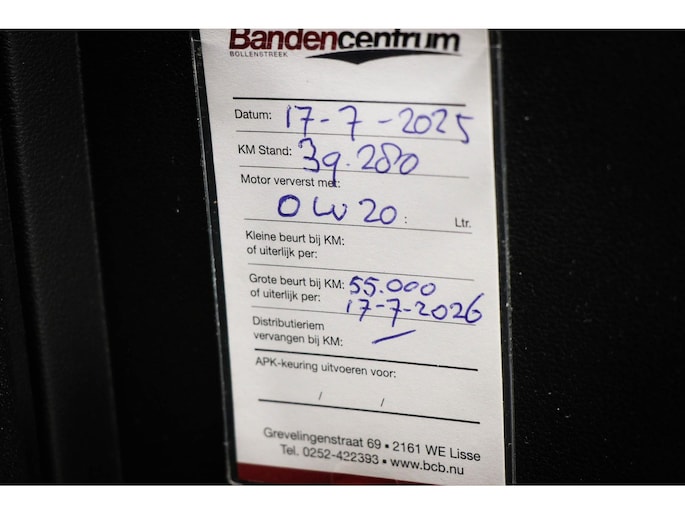 Bandencentrum
BOLLENSTREEK
Datum: 17-7-2025
KM Stand: 39.280
Motor ververst met:
0W20 : Ltr.
Kleine beurt bij KM:
of uiterlijk per:
Grote beurt bij KM: 55.000
of uiterlijk per: 17-7-2026
Distributieriem
vervangen bij KM: —
APK-keuring uitvoeren voor:
/ /
Grevelingenstraat 69 • 2161 WE Lisse
Tel. 0252-422393 • www.bcb.nu